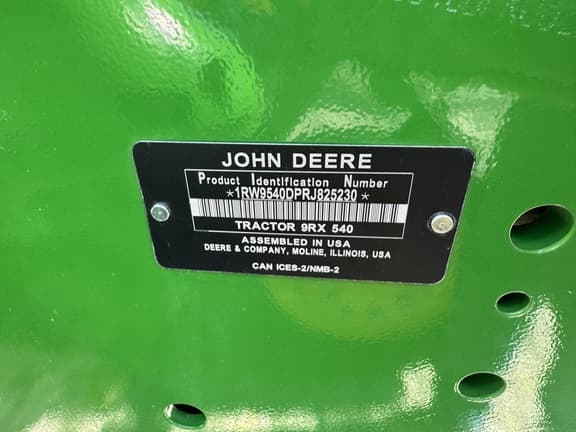 JOHN DEERE
Product Identification Number
*1RW9540DPRJ825230*
TRACTOR 9RX 540
ASSEMBLED IN USA
DEERE & COMPANY, MOLINE, ILLINOIS, USA
CAN ICES-2/NMB-2